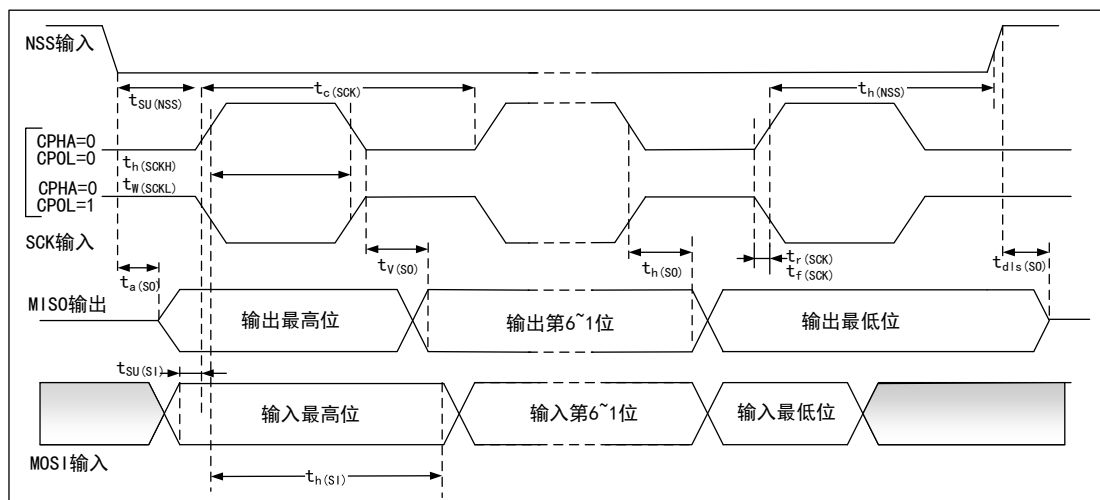 NSS输入
tSU(NSS)
tc(SCK)
th(NSS)
CPHA=0
CPOL=0
th(SCKH)
CPHA=0
tW(SCKL)
CPOL=1
SCK输入
ta(SO)
tV(SO)
th(SO)
tr(SCK)
tf(SCK)
tdls(SO)
MISO输出
输出最高位
输出第6~1位
输出最低位
tSU(SI)
输入最高位
输入第6~1位
输入最低位
MOSI输入
th(SI)